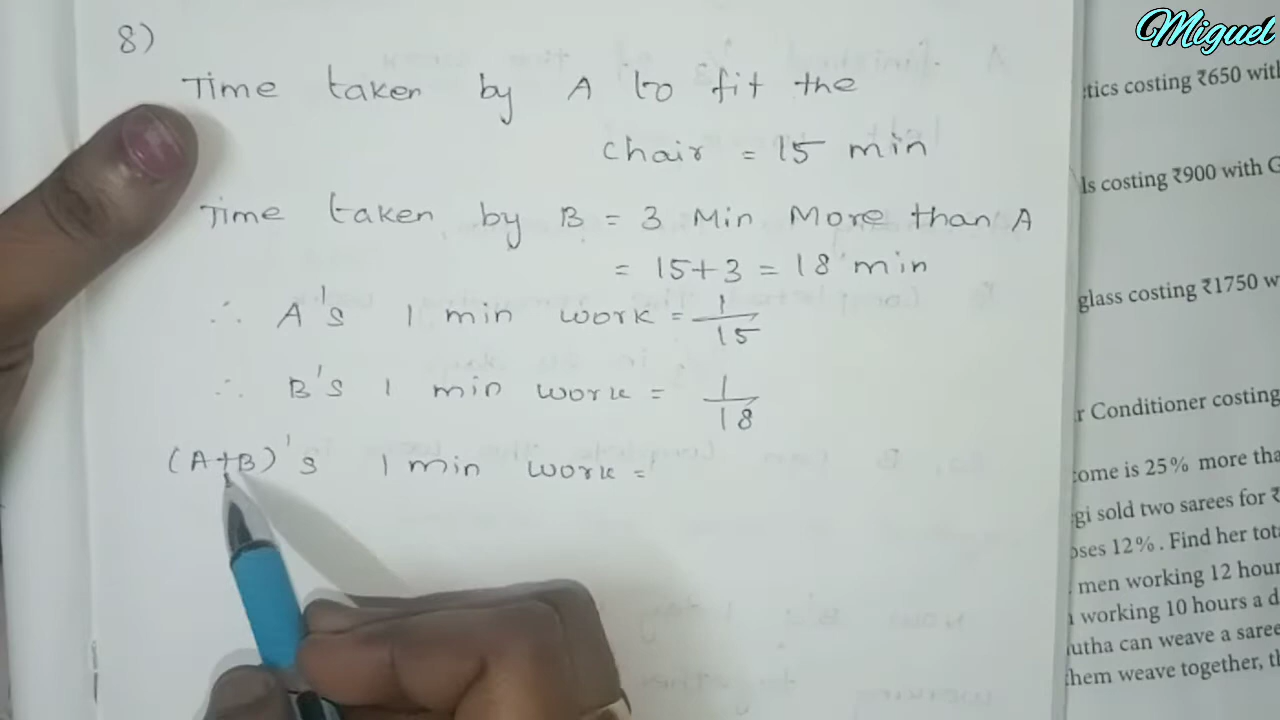 Miguel
8)
Time taken by A to fit the
chair = 15 min
Time taken by B = 3 Min More than A
= 15+3 = 18 min
∴ A's 1 min work = 1/15
∴ B's 1 min work = 1/18
(A+B)'s 1 min work =
tics costing ₹650 with
ls costing ₹900 with G
glass costing ₹1750 w
r Conditioner costing
come is 25% more tha
gi sold two sarees for ₹
oses 12%. Find her tot
men working 12 hour
working 10 hours a d
utha can weave a saree
them weave together, th